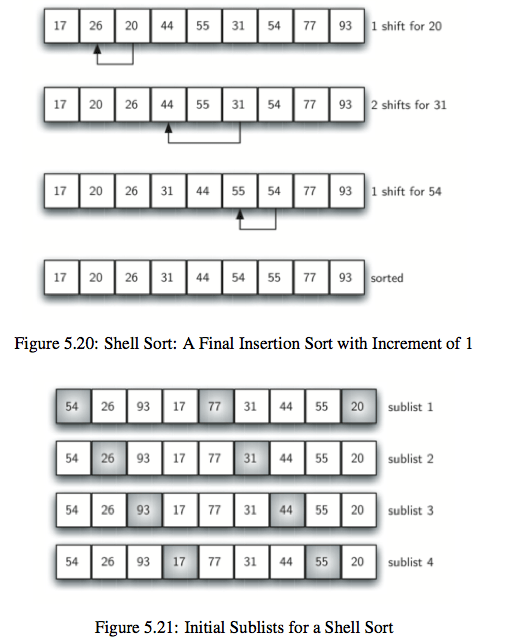 17 26 20 44 55 31 54 77 93 1 shift for 20
17 20 26 44 55 31 54 77 93 2 shifts for 31
17 20 26 31 44 55 54 77 93 1 shift for 54
17 20 26 31 44 54 55 77 93 sorted
Figure 5.20: Shell Sort: A Final Insertion Sort with Increment of 1
54 26 93 17 77 31 44 55 20 sublist 1
54 26 93 17 77 31 44 55 20 sublist 2
54 26 93 17 77 31 44 55 20 sublist 3
54 26 93 17 77 31 44 55 20 sublist 4
Figure 5.21: Initial Sublists for a Shell Sort